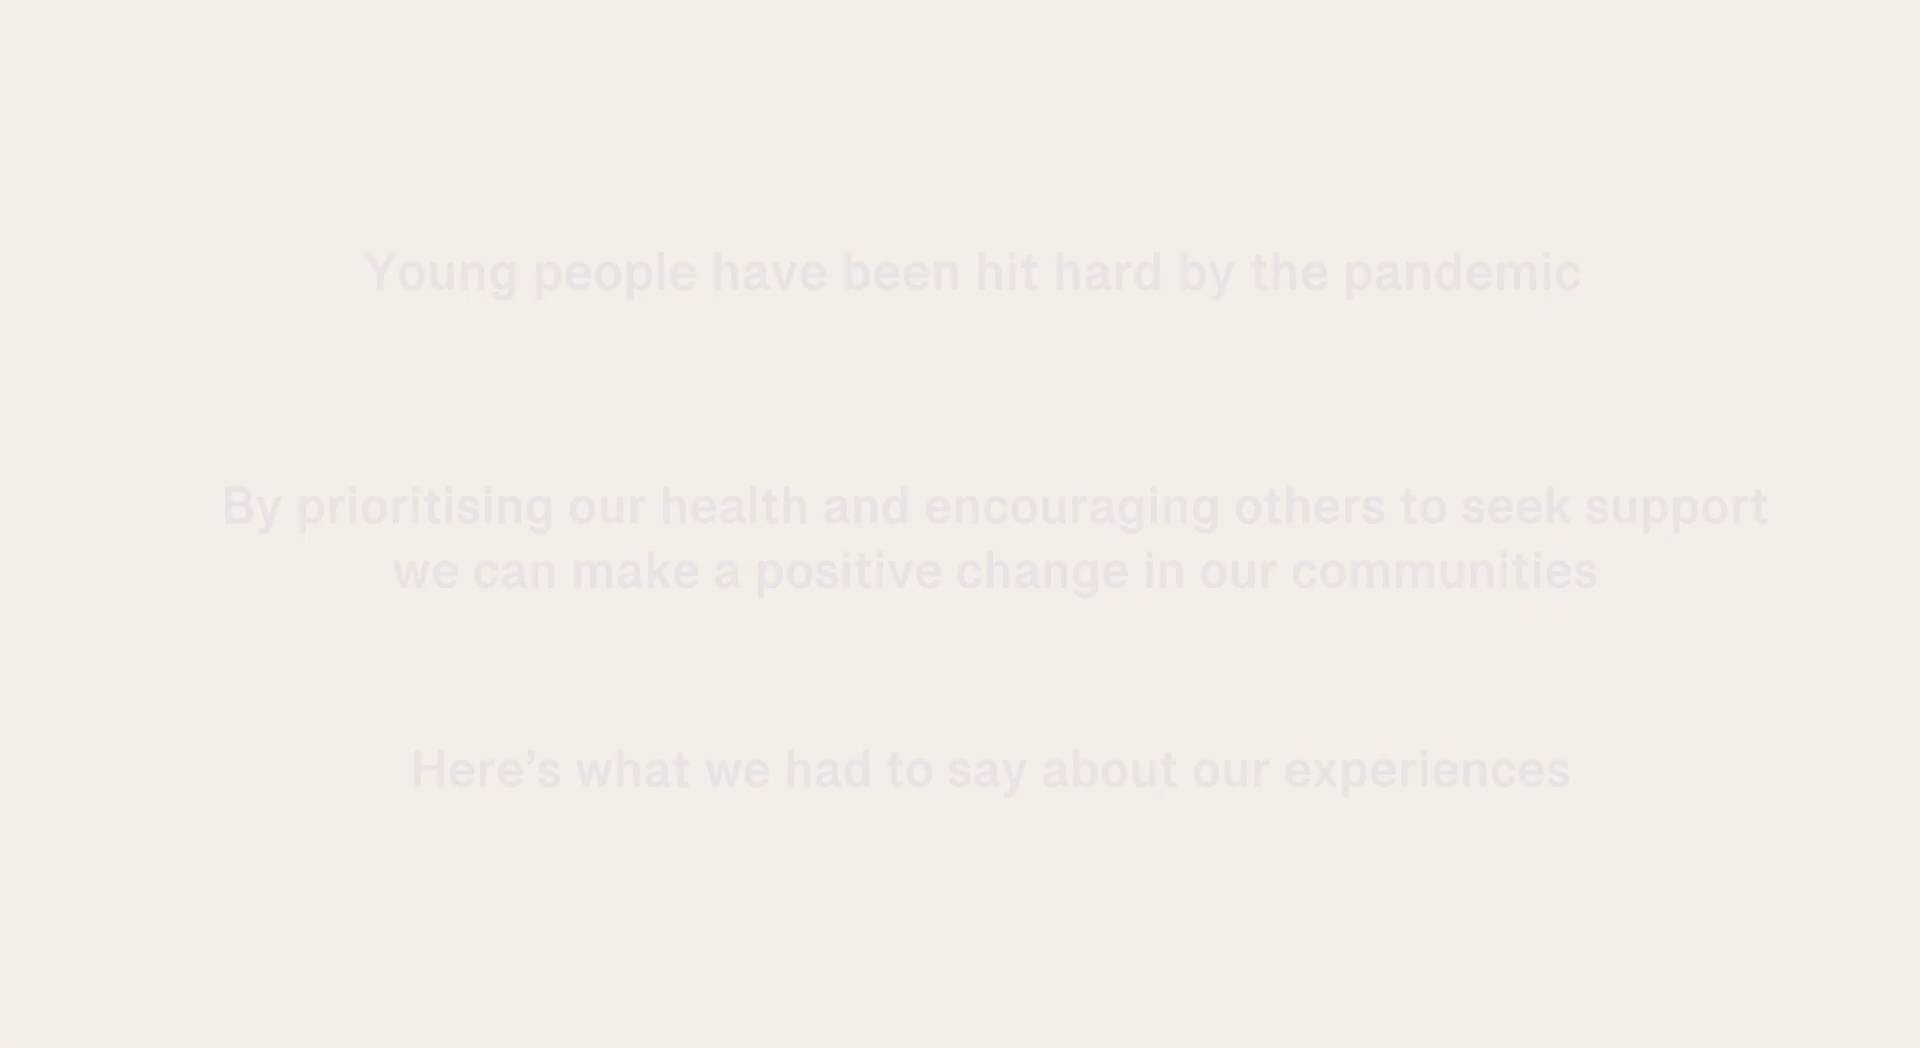 Young people have been hit hard by the pandemic
By prioritising our health and encouraging others to seek support
we can make a positive change in our communities
Here’s what we had to say about our experiences